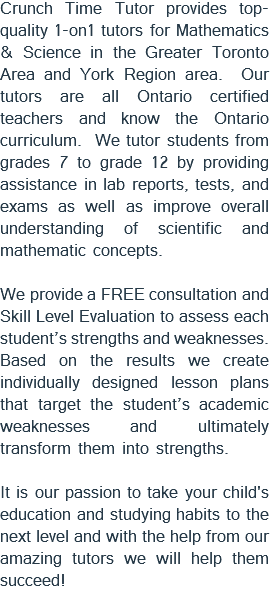 Crunch Time Tutor provides top-
quality 1-on1 tutors for Mathematics
& Science in the Greater Toronto
Area and York Region area.  Our
tutors are all Ontario certified
teachers and know the Ontario
curriculum.  We tutor students from
grades 7 to grade 12 by providing
assistance in lab reports, tests, and
exams as well as improve overall
understanding of scientific and
mathematic concepts.

We provide a FREE consultation and
Skill Level Evaluation to assess each
student's strengths and weaknesses.
Based on the results we create
individually designed lesson plans
that target the student's academic
weaknesses and ultimately
transform them into strengths.

It is our passion to take your child's
education and studying habits to the
next level and with the help from our
amazing tutors we will help them
succeed!